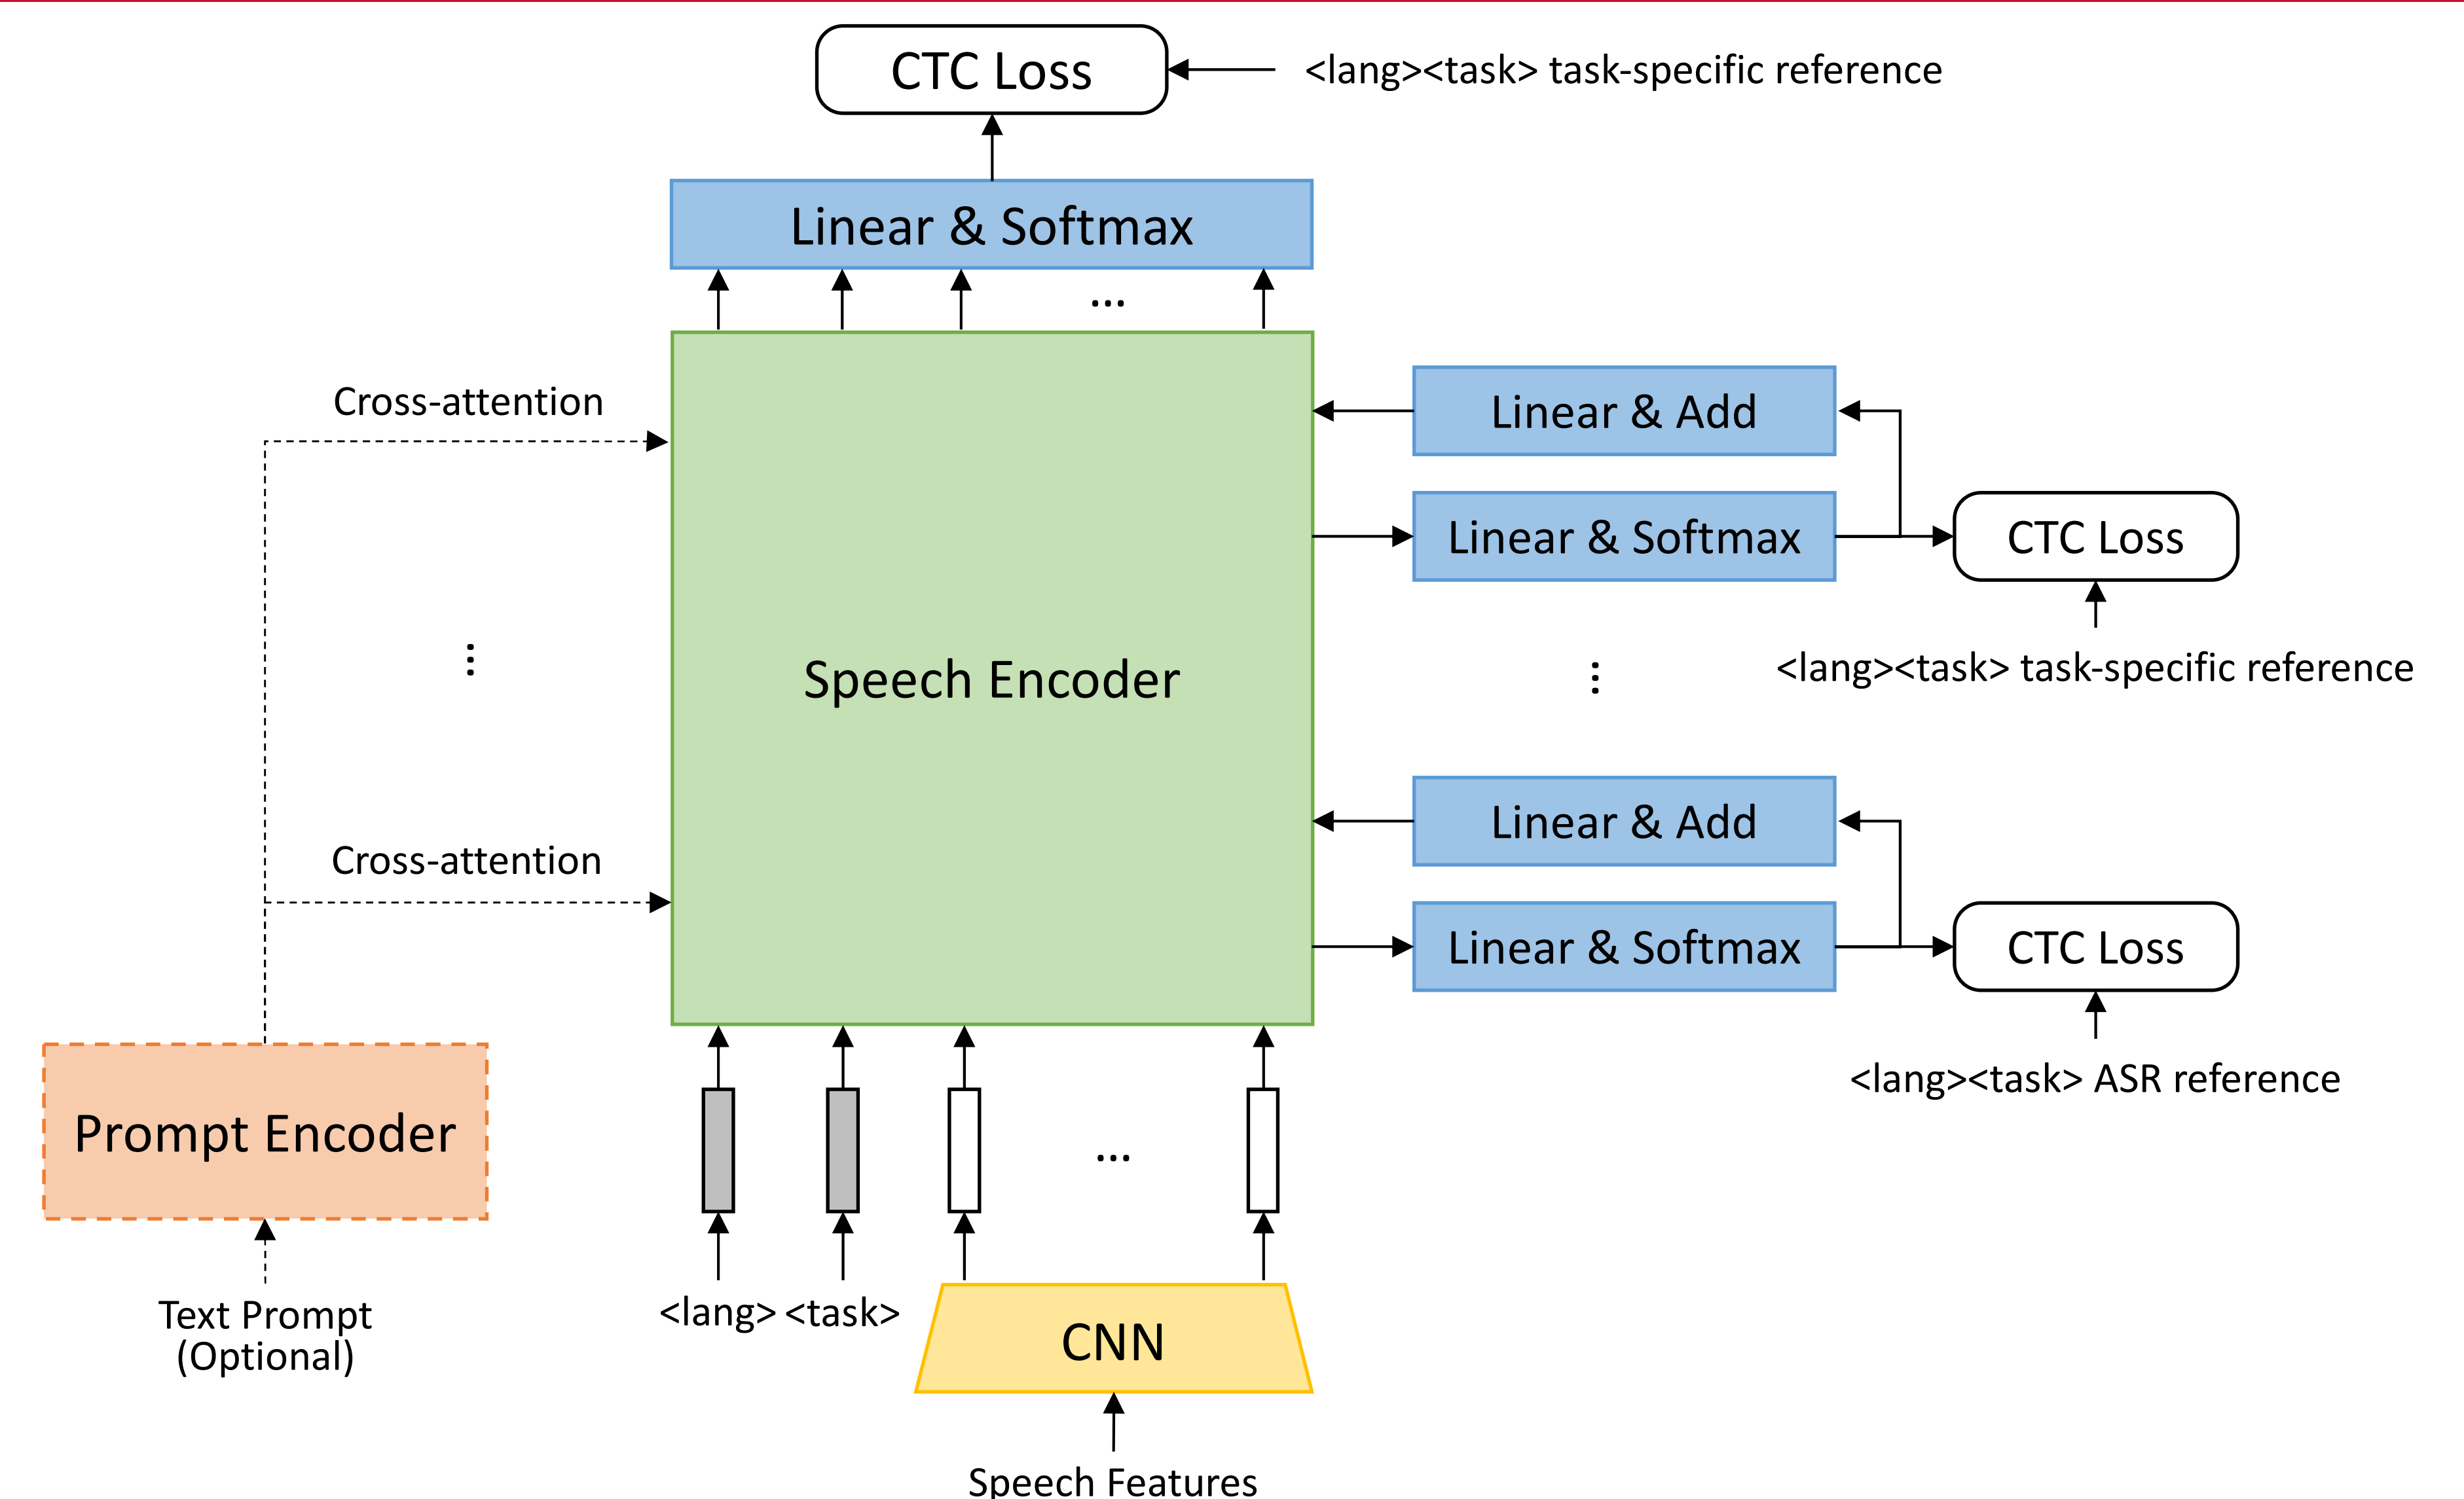 CTC Loss
<lang><task> task-specific reference
Linear & Softmax
...
Cross-attention
Linear & Add
Linear & Softmax
CTC Loss
<lang><task> task-specific reference
Speech Encoder
...
...
Linear & Add
Cross-attention
Linear & Softmax
CTC Loss
<lang><task> ASR reference
Prompt Encoder
...
Text Prompt
(Optional)
<lang> <task>
CNN
Speech Features